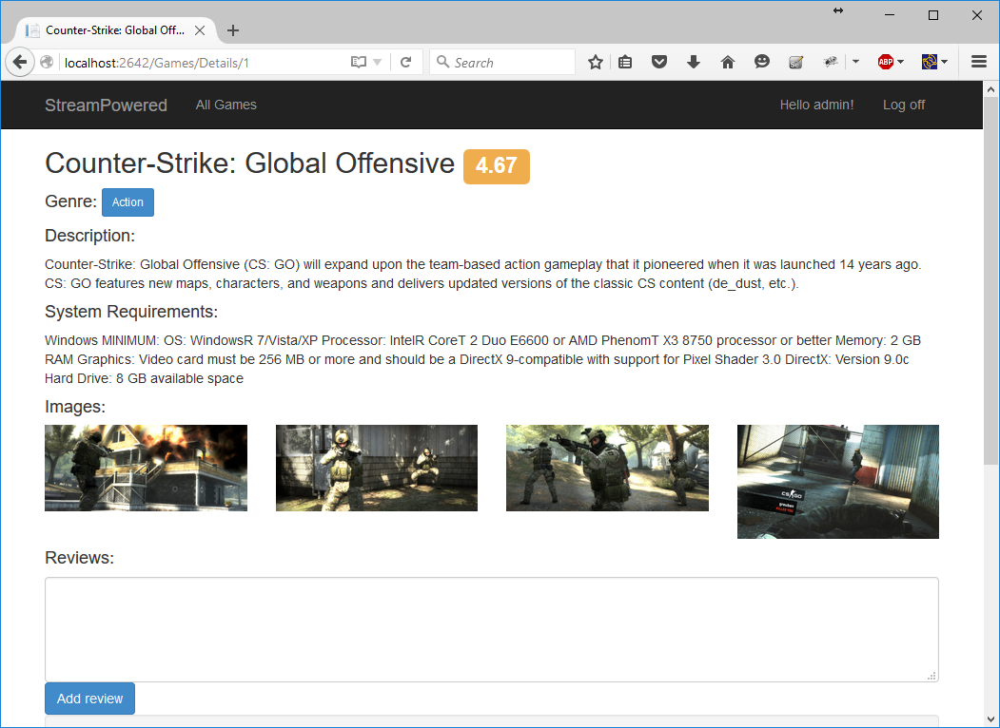 Counter-Strike: Global Off...
localhost:2642/Games/Details/1
Search
ABP
StreamPowered
All Games
Hello admin!
Log off
Counter-Strike: Global Offensive 4.67
Genre: Action
Description:
Counter-Strike: Global Offensive (CS: GO) will expand upon the team-based action gameplay that it pioneered when it was launched 14 years ago.
CS: GO features new maps, characters, and weapons and delivers updated versions of the classic CS content (de_dust, etc.).
System Requirements:
Windows MINIMUM: OS: WindowsR 7/Vista/XP Processor: IntelR CoreT 2 Duo E6600 or AMD PhenomT X3 8750 processor or better Memory: 2 GB
RAM Graphics: Video card must be 256 MB or more and should be a DirectX 9-compatible with support for Pixel Shader 3.0 DirectX: Version 9.0c
Hard Drive: 8 GB available space
Images:
CS GO
Reviews:
Add review